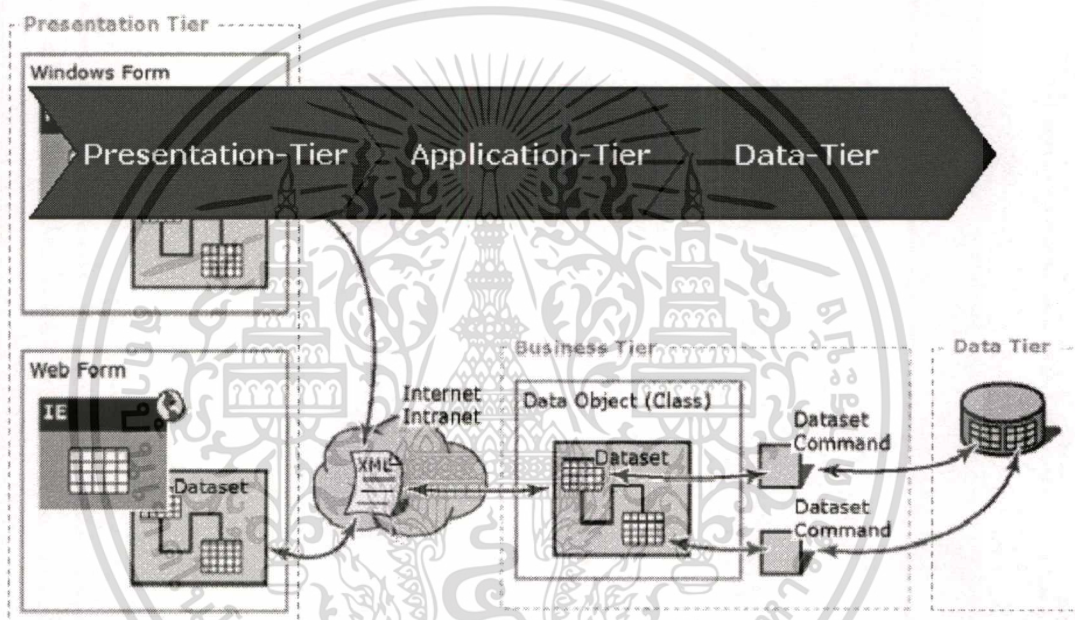 Presentation Tier
Windows Form
Presentation-Tier
Application-Tier
Data-Tier
Web Form
IE
Dataset
Internet
Intranet
XML
Business Tier
Data Object (Class)
Dataset
Dataset
Command
Dataset
Command
Data Tier